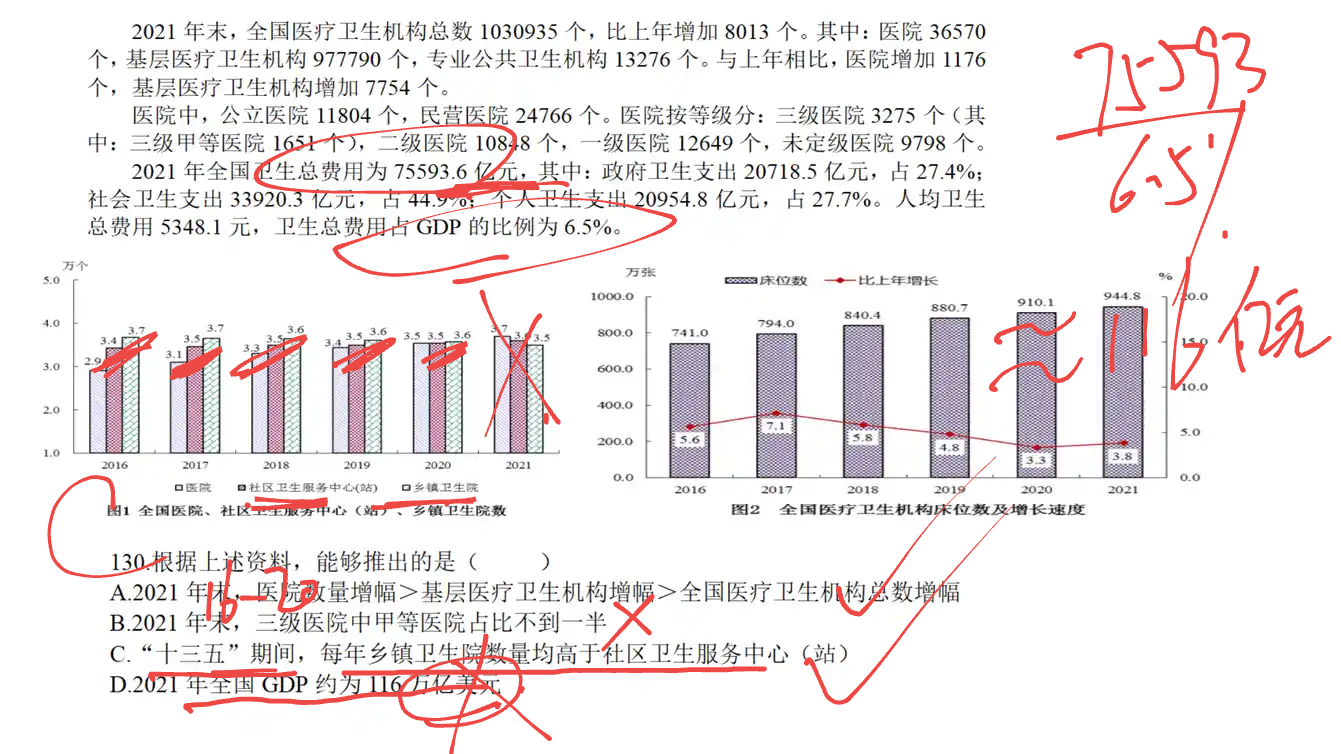 2021 年末，全国医疗卫生机构总数 1030935 个，比上年增加 8013 个。其中：医院 36570
个，基层医疗卫生机构 977790 个，专业公共卫生机构 13276 个。与上年相比，医院增加 1176
个，基层医疗卫生机构增加 7754 个。
医院中，公立医院 11804 个，民营医院 24766 个。医院按等级分：三级医院 3275 个（其
中：三级甲等医院 1651 个），二级医院 10848 个，一级医院 12649 个，未定级医院 9798 个。
2021 年全国卫生总费用为 75593.6 亿元，其中：政府卫生支出 20718.5 亿元，占 27.4%；
社会卫生支出 33920.3 亿元，占 44.9%；个人卫生支出 20954.8 亿元，占 27.7%。人均卫生
总费用 5348.1 元，卫生总费用占 GDP 的比例为 6.5%。
75593
6.5
≈116 万亿
万个
5.0
4.0
3.0
2.0
1.0
2.9 3.4 3.7
3.1 3.5 3.7
3.3 3.5 3.6
3.4 3.5 3.6
3.5 3.5 3.6
3.7 3.6 3.5
2016 2017 2018 2019 2020 2021
医院 社区卫生服务中心(站) 乡镇卫生院
图1 全国医院、社区卫生服务中心（站）、乡镇卫生院数
万张 床位数 比上年增长 %
1000.0
800.0
600.0
400.0
200.0
0.0
741.0 794.0 840.4 880.7 910.1 944.8
5.6 7.1 5.8 4.8 3.3 3.8
20.0
15.0
10.0
5.0
0.0
2016 2017 2018 2019 2020 2021
图2 全国医疗卫生机构床位数及增长速度
130.根据上述资料，能够推出的是（ ）
A.2021 年末，医院数量增幅＞基层医疗卫生机构增幅＞全国医疗卫生机构总数增幅
16-20
B.2021 年末，三级医院中甲等医院占比不到一半
C.“十三五”期间，每年乡镇卫生院数量均高于社区卫生服务中心（站）
D.2021 年全国 GDP 约为 116 万亿美元